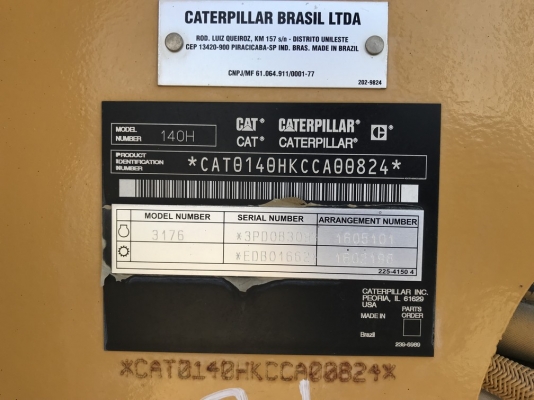 CATERPILLAR BRASIL LTDA
ROD. LUIZ QUEIROZ, KM 157 s/n - DISTRITO UNILESTE
CEP 13420-900 PIRACICABA-SP IND. BRAS. MADE IN BRAZIL
CNPJ/MF 61.064.911/0001-77
202-9824
MODEL NUMBER 140H CAT CATERPILLAR C
CAT® CATERPILLAR®
PRODUCT IDENTIFICATION NUMBER *CAT0140HKCCA00824*
MODEL NUMBER SERIAL NUMBER ARRANGEMENT NUMBER
3176
225-4150 4
CATERPILLAR INC.
PEORIA, IL 61629
USA
MADE IN PARTS ORDER
Brazil
239-5989
*CAT0140HKCCA00824*